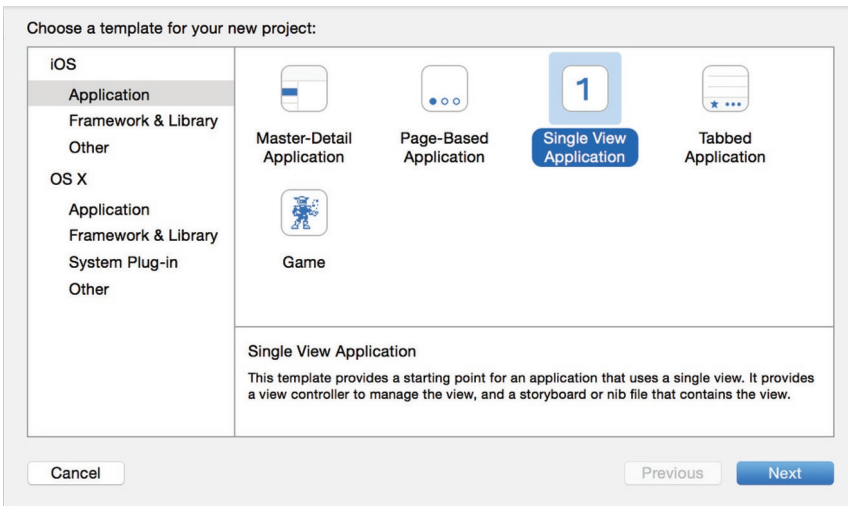 Choose a template for your new project:
iOS
Application
Framework & Library
Other
OS X
Application
Framework & Library
System Plug-in
Other
Master-Detail
Application
Page-Based
Application
1
Single View
Application
Tabbed
Application
Game
Single View Application
This template provides a starting point for an application that uses a single view. It provides
a view controller to manage the view, and a storyboard or nib file that contains the view.
Cancel
Previous
Next